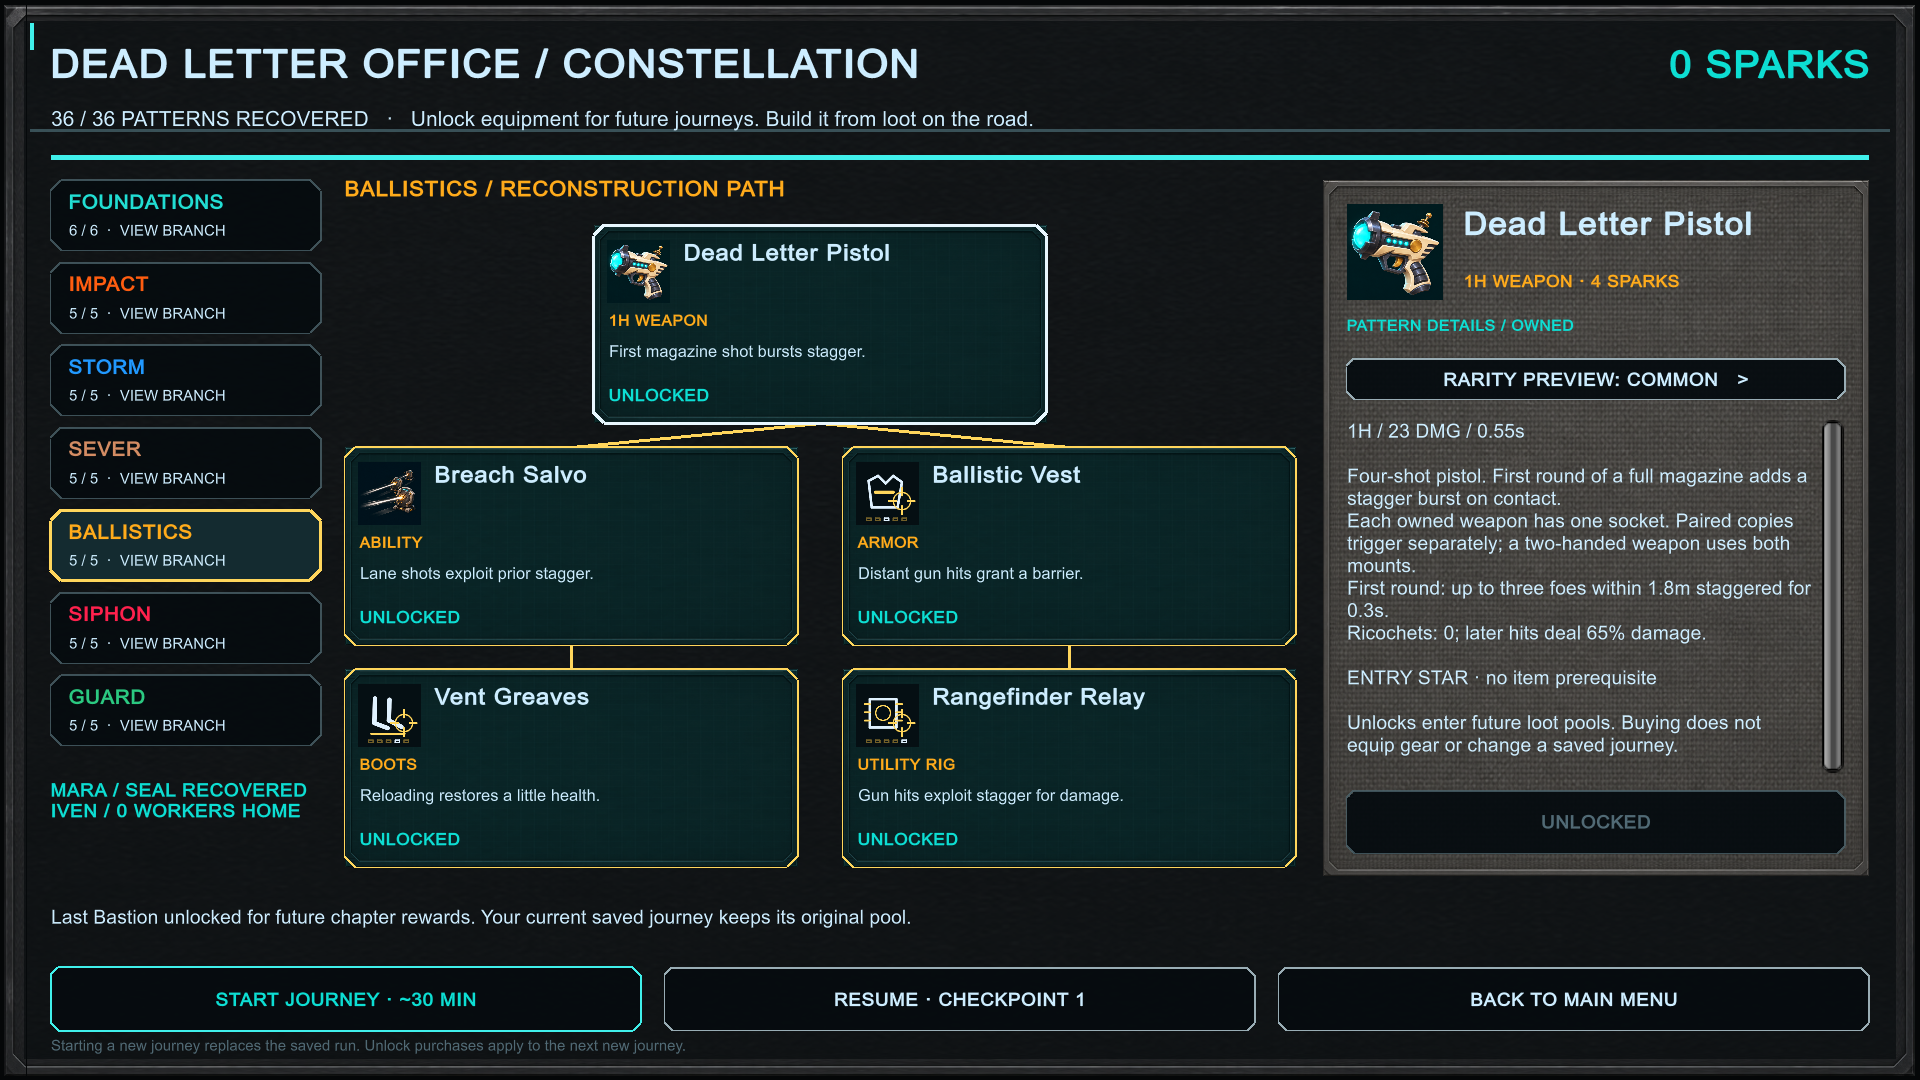 DEAD LETTER OFFICE / CONSTELLATION
0 SPARKS
36 / 36 PATTERNS RECOVERED · Unlock equipment for future journeys. Build it from loot on the road.
FOUNDATIONS
6 / 6 · VIEW BRANCH
IMPACT
5 / 5 · VIEW BRANCH
STORM
5 / 5 · VIEW BRANCH
SEVER
5 / 5 · VIEW BRANCH
BALLISTICS
5 / 5 · VIEW BRANCH
SIPHON
5 / 5 · VIEW BRANCH
GUARD
5 / 5 · VIEW BRANCH
MARA / SEAL RECOVERED
IVEN / 0 WORKERS HOME
BALLISTICS / RECONSTRUCTION PATH
Dead Letter Pistol
1H WEAPON
First magazine shot bursts stagger.
UNLOCKED
Breach Salvo
ABILITY
Lane shots exploit prior stagger.
UNLOCKED
Ballistic Vest
ARMOR
Distant gun hits grant a barrier.
UNLOCKED
Vent Greaves
BOOTS
Reloading restores a little health.
UNLOCKED
Rangefinder Relay
UTILITY RIG
Gun hits exploit stagger for damage.
UNLOCKED
Dead Letter Pistol
1H WEAPON · 4 SPARKS
PATTERN DETAILS / OWNED
RARITY PREVIEW: COMMON >
1H / 23 DMG / 0.55s
Four-shot pistol. First round of a full magazine adds a
stagger burst on contact.
Each owned weapon has one socket. Paired copies
trigger separately; a two-handed weapon uses both
mounts.
First round: up to three foes within 1.8m staggered for
0.3s.
Ricochets: 0; later hits deal 65% damage.
ENTRY STAR · no item prerequisite
Unlocks enter future loot pools. Buying does not
equip gear or change a saved journey.
UNLOCKED
Last Bastion unlocked for future chapter rewards. Your current saved journey keeps its original pool.
START JOURNEY · ~30 MIN
RESUME · CHECKPOINT 1
BACK TO MAIN MENU
Starting a new journey replaces the saved run. Unlock purchases apply to the next new journey.